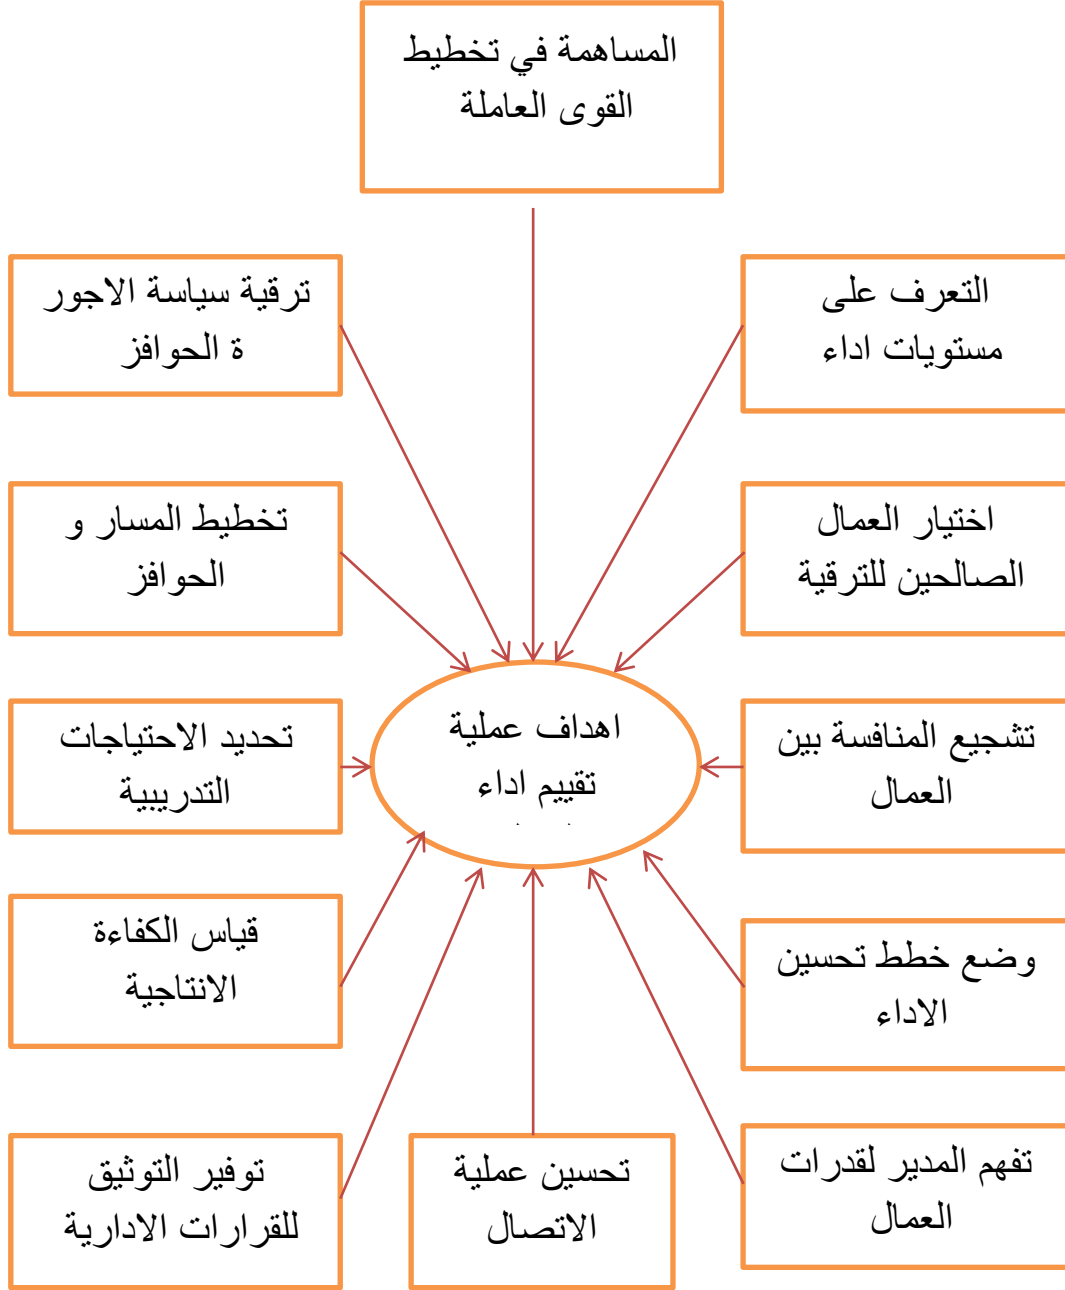 المساهمة في تخطيط
القوى العاملة
التعرف على
مستويات اداء
ترقية سياسة الاجور
ة الحوافز
اختيار العمال
الصالحين للترقية
تخطيط المسار و
الحوافز
اهداف عملية
تقييم اداء
تشجيع المنافسة بين
العمال
تحديد الاحتياجات
التدريبية
وضع خطط تحسين
الاداء
قياس الكفاءة
الانتاجية
تفهم المدير لقدرات
العمال
تحسين عملية
الاتصال
توفير التوثيق
للقرارات الادارية